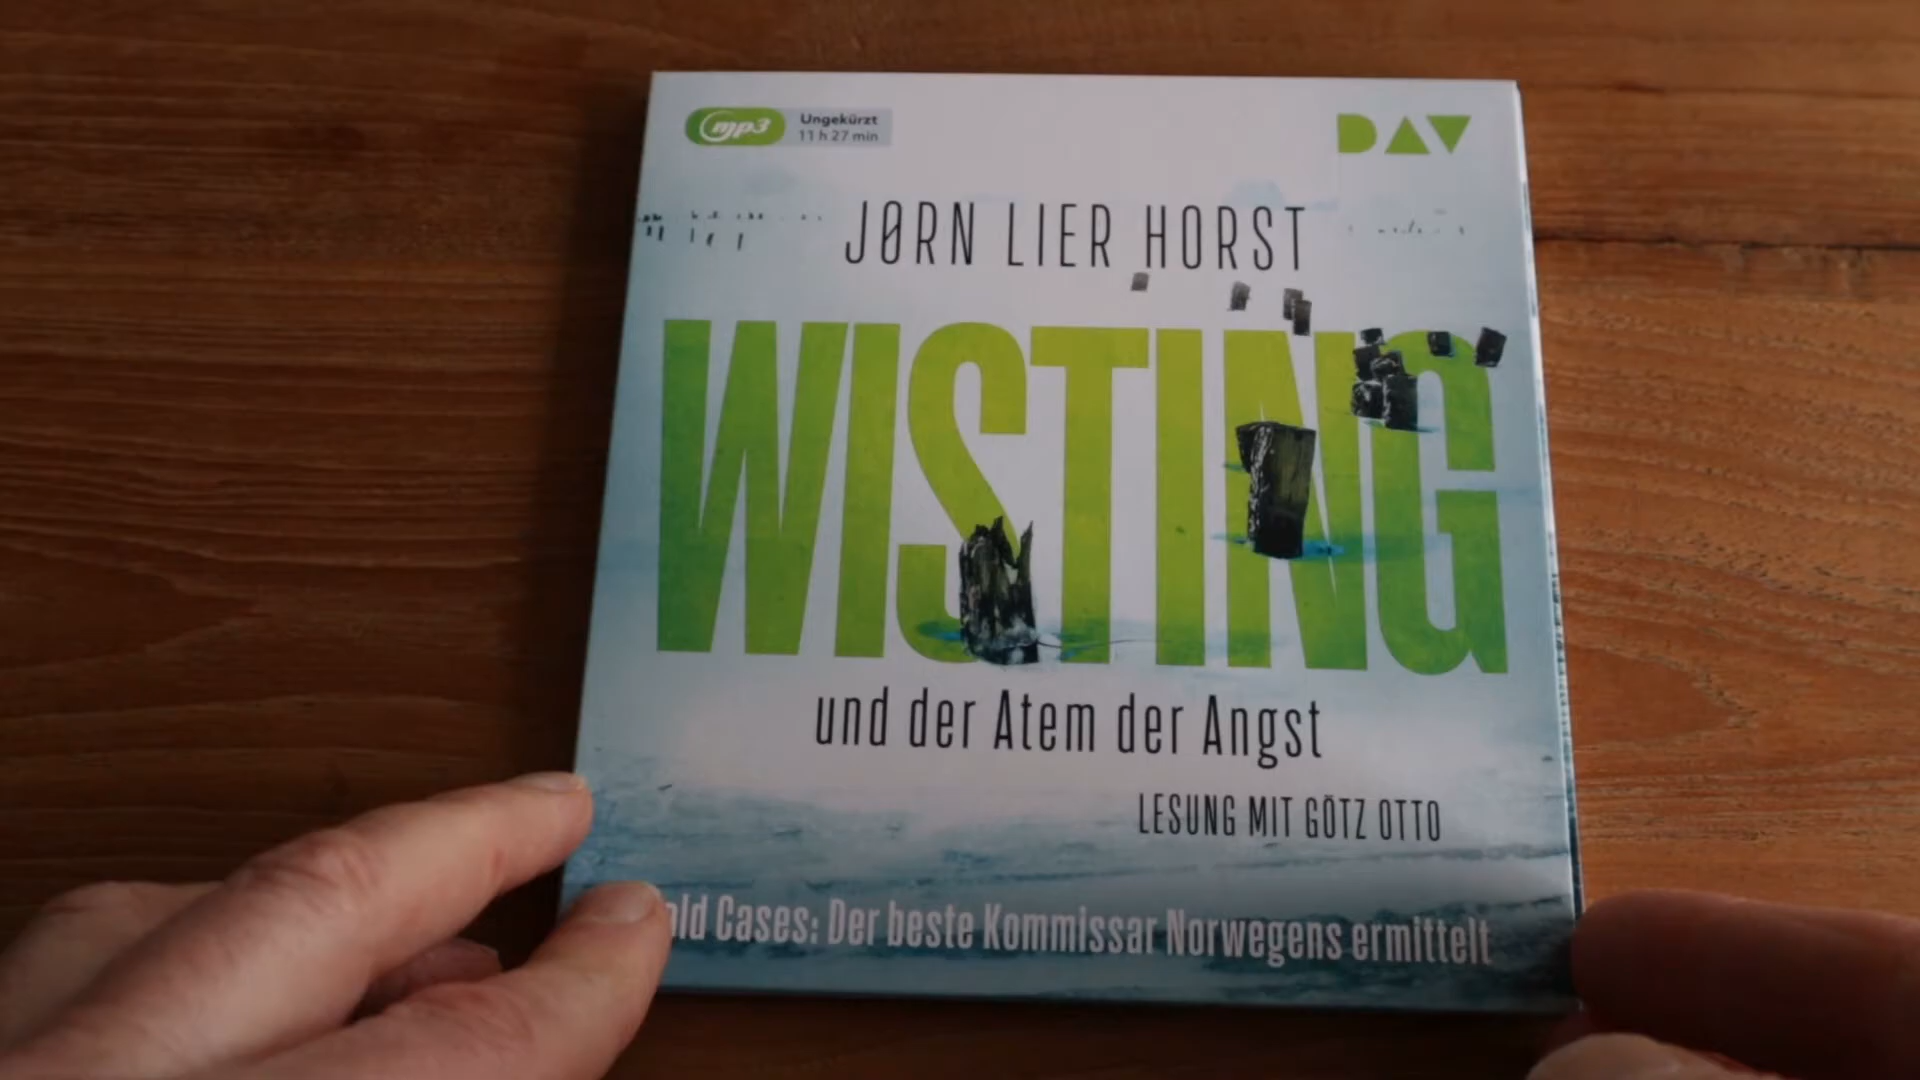 mp3
Ungekürzt
11 h 27 min
DAV
JØRN LIER HORST
WISTING
und der Atem der Angst
LESUNG MIT GÖTZ OTTO
Cases: Der beste Kommissar Norwegens ermittelt